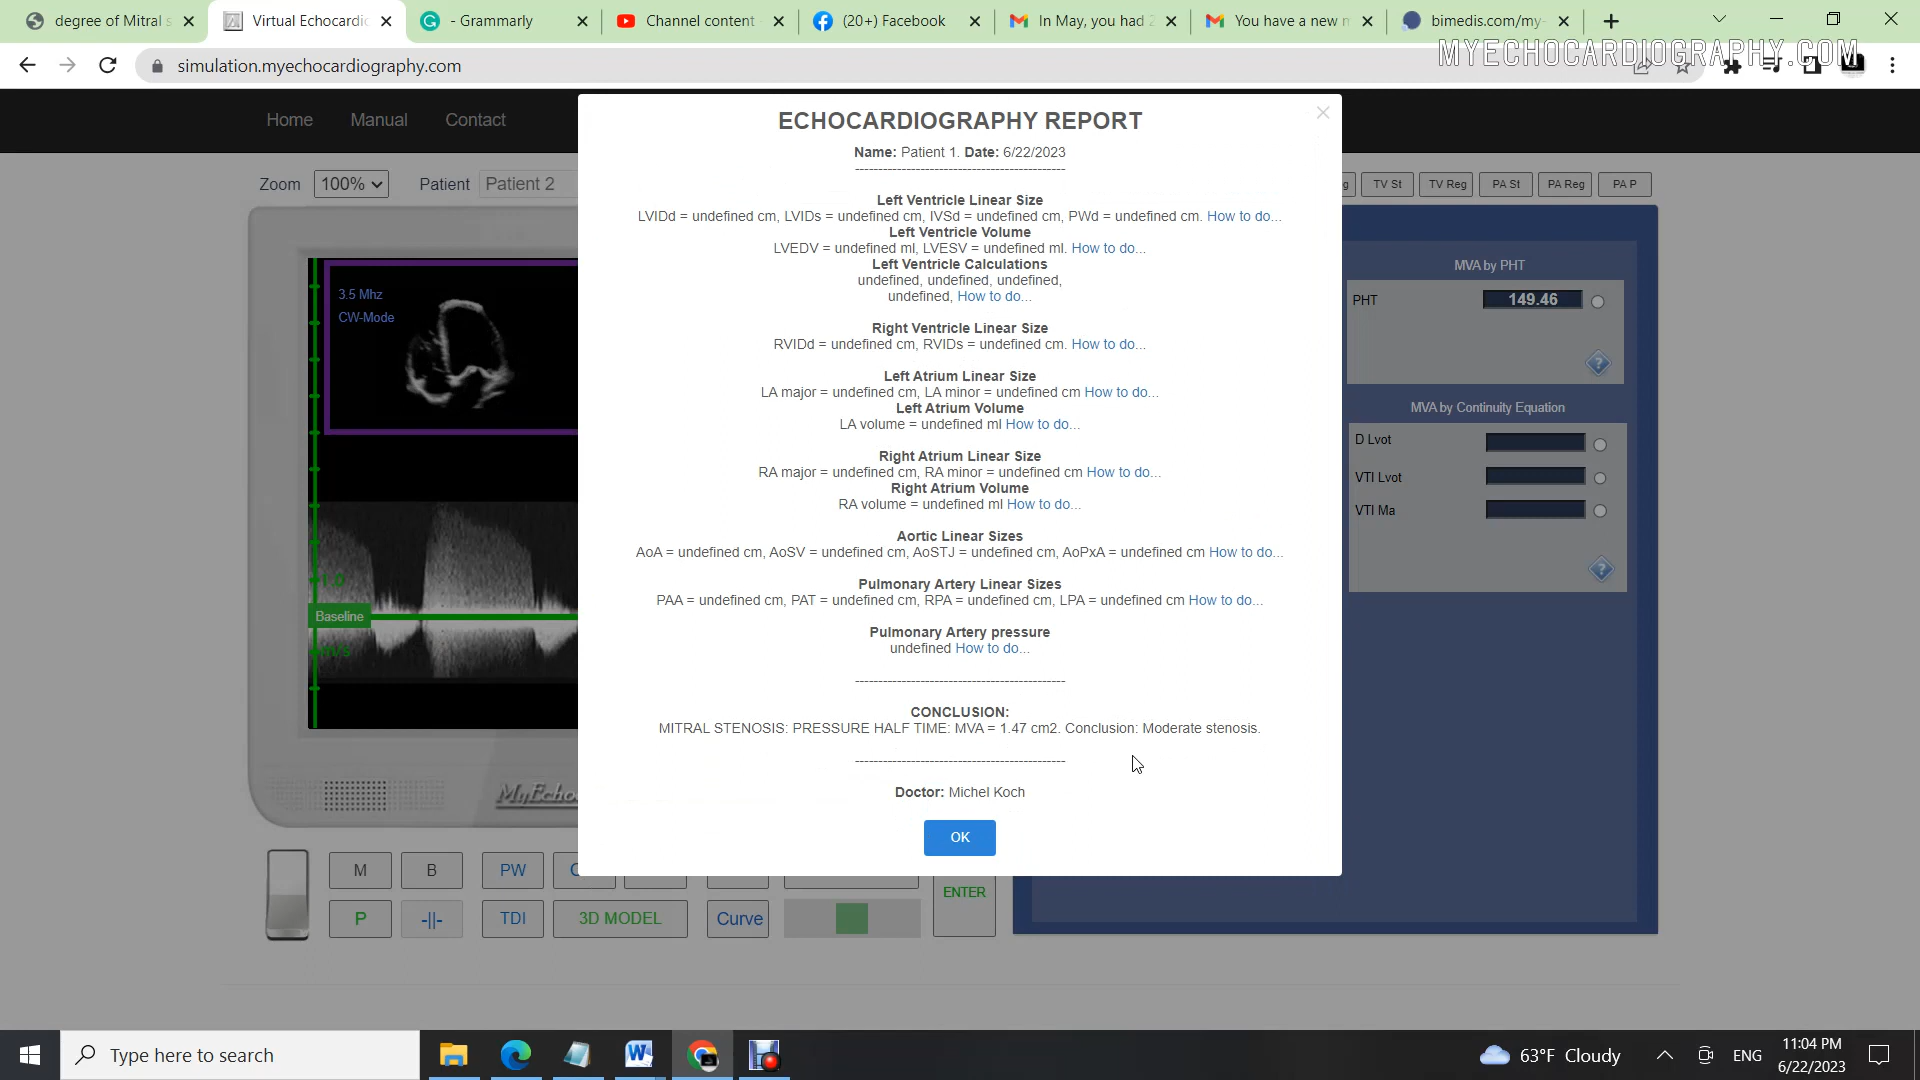 degree of Mitral s
Virtual Echocardio
- Grammarly
Channel content -
(20+) Facebook
In May, you had 2
You have a new m
bimedis.com/my-
MYECHOCARDIOGRAPHY.COM
simulation.myechocardiography.com
Home Manual Contact
Zoom 100% Patient Patient 2
TV St TV Reg PA St PA Reg PA P
3.5 Mhz
CW-Mode
1.0
Baseline
m/s
MyEcho
ECHOCARDIOGRAPHY REPORT
Name: Patient 1. Date: 6/22/2023
----------------------------------------------
Left Ventricle Linear Size
LVIDd = undefined cm, LVIDs = undefined cm, IVSd = undefined cm, PWd = undefined cm. How to do...
Left Ventricle Volume
LVEDV = undefined ml, LVESV = undefined ml. How to do...
Left Ventricle Calculations
undefined, undefined, undefined,
undefined, How to do...
Right Ventricle Linear Size
RVIDd = undefined cm, RVIDs = undefined cm. How to do...
Left Atrium Linear Size
LA major = undefined cm, LA minor = undefined cm How to do...
Left Atrium Volume
LA volume = undefined ml How to do...
Right Atrium Linear Size
RA major = undefined cm, RA minor = undefined cm How to do...
Right Atrium Volume
RA volume = undefined ml How to do...
Aortic Linear Sizes
AoA = undefined cm, AoSV = undefined cm, AoSTJ = undefined cm, AoPxA = undefined cm How to do...
Pulmonary Artery Linear Sizes
PAA = undefined cm, PAT = undefined cm, RPA = undefined cm, LPA = undefined cm How to do...
Pulmonary Artery pressure
undefined How to do...
----------------------------------------------
CONCLUSION:
MITRAL STENOSIS: PRESSURE HALF TIME: MVA = 1.47 cm2. Conclusion: Moderate stenosis.
----------------------------------------------
Doctor: Michel Koch
OK
MVA by PHT
PHT 149.46
?
MVA by Continuity Equation
D Lvot
VTI Lvot
VTI Ma
?
M B PW C
ENTER
P -||- TDI 3D MODEL Curve
Type here to search
63°F Cloudy
ENG
11:04 PM
6/22/2023